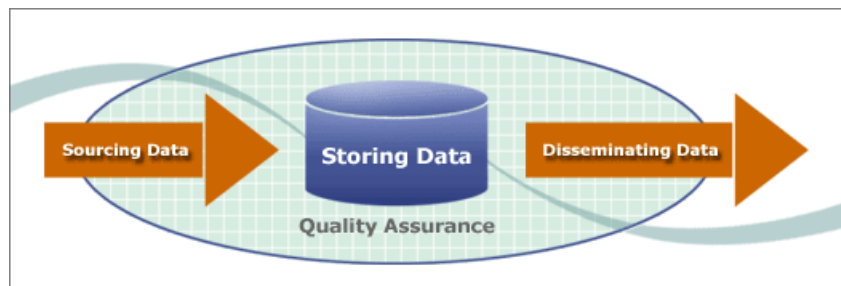 Sourcing Data
Storing Data
Disseminating Data
Quality Assurance